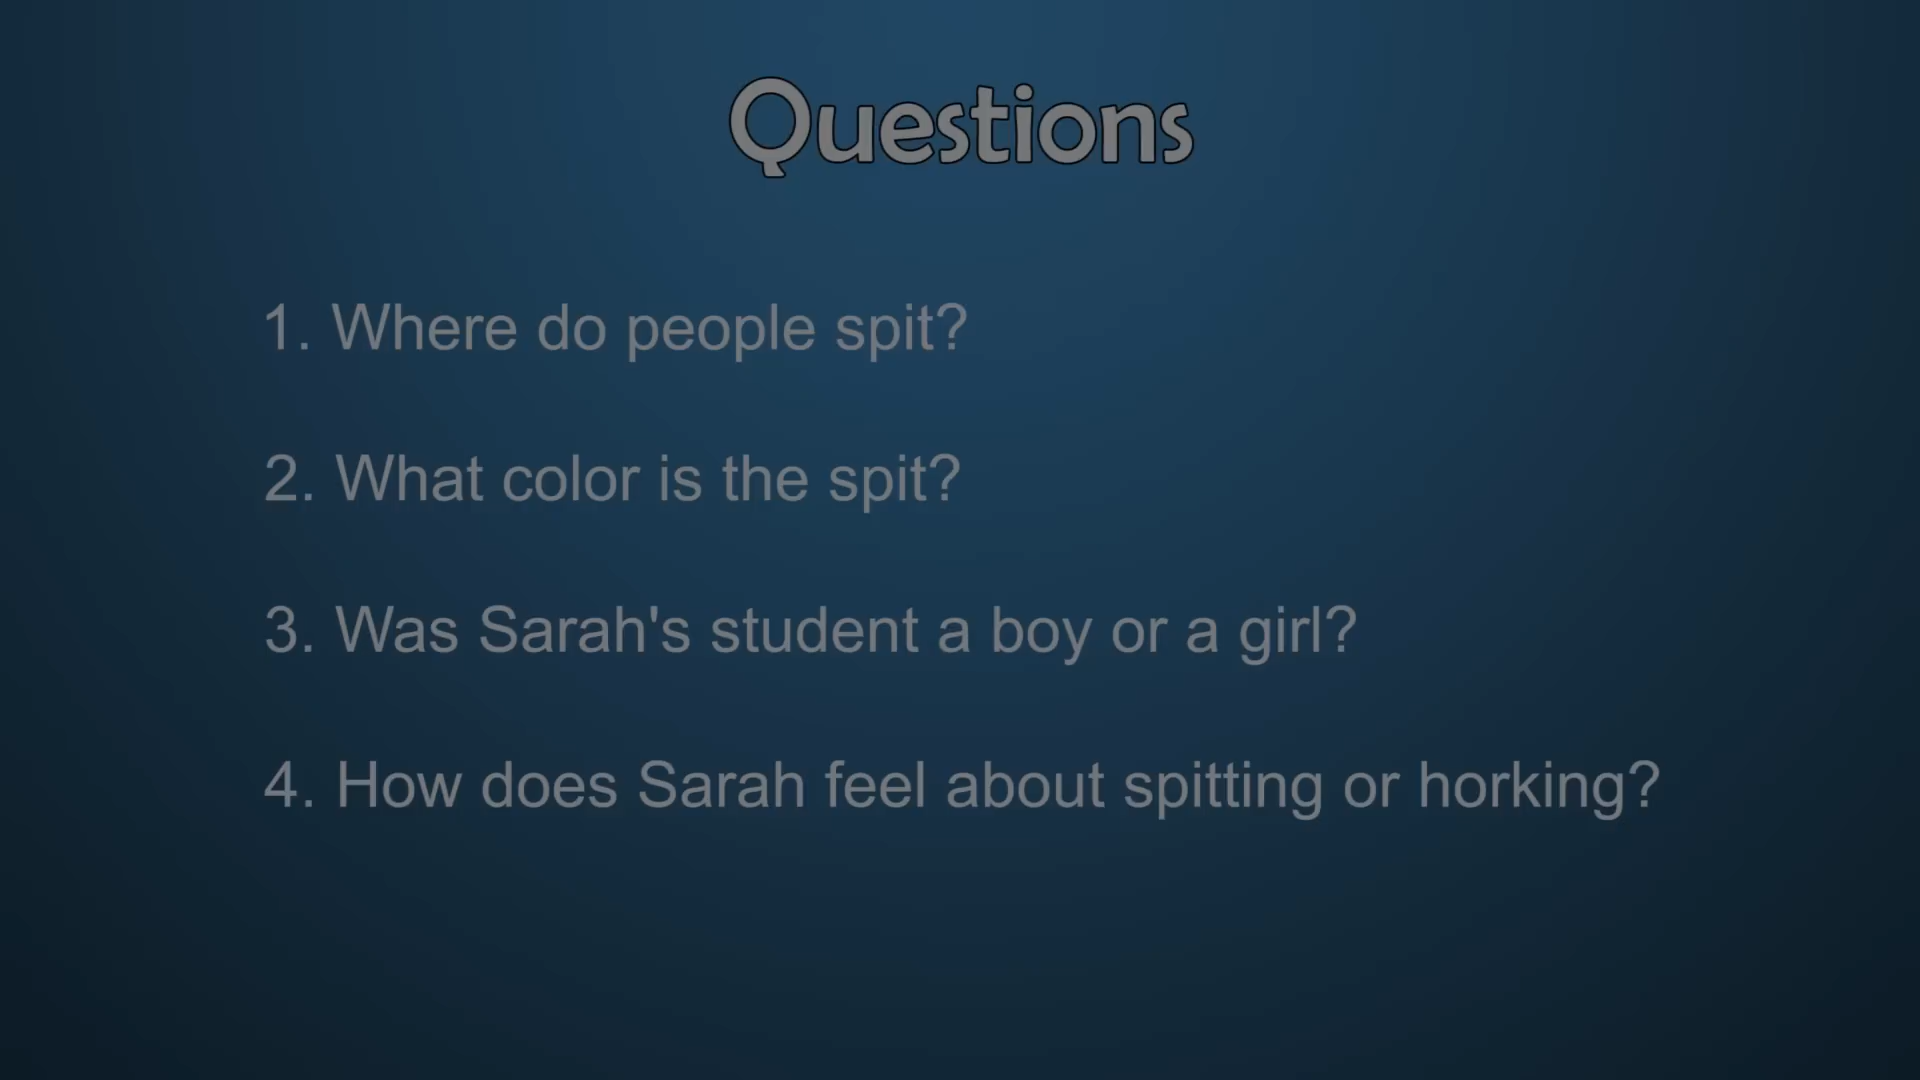 Questions
1. Where do people spit?
2. What color is the spit?
3. Was Sarah's student a boy or a girl?
4. How does Sarah feel about spitting or horking?